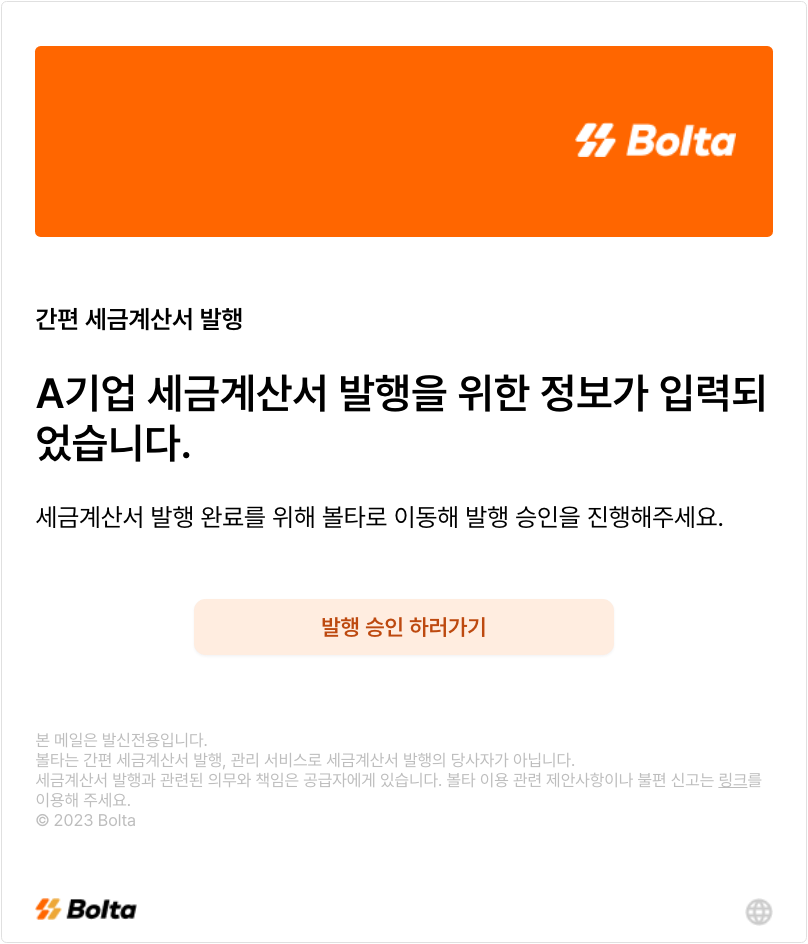 Bolta
간편 세금계산서 발행
A기업 세금계산서 발행을 위한 정보가 입력되
었습니다.
세금계산서 발행 완료를 위해 볼타로 이동해 발행 승인을 진행해주세요.
발행 승인 하러가기
본 메일은 발신전용입니다.
볼타는 간편 세금계산서 발행, 관리 서비스로 세금계산서 발행의 당사자가 아닙니다.
세금계산서 발행과 관련된 의무와 책임은 공급자에게 있습니다. 볼타 이용 관련 제안사항이나 불편 신고는 링크를
이용해 주세요.
© 2023 Bolta
Bolta